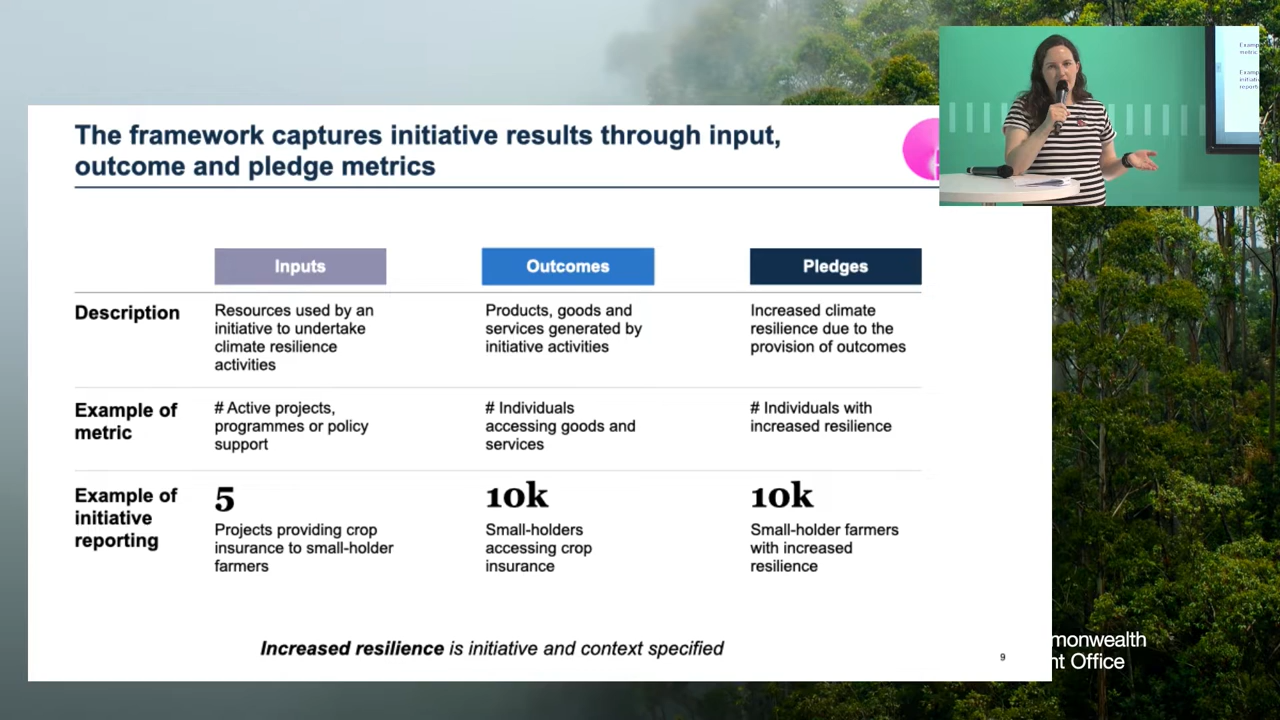 The framework captures initiative results through input,
outcome and pledge metrics
Inputs
Outcomes
Pledges
Description
Resources used by an
initiative to undertake
climate resilience
activities
Products, goods and
services generated by
initiative activities
Increased climate
resilience due to the
provision of outcomes
Example of
metric
# Active projects,
programmes or policy
support
# Individuals
accessing goods and
services
# Individuals with
increased resilience
Example of
initiative
reporting
5
Projects providing crop
insurance to small-holder
farmers
10k
Small-holders
accessing crop
insurance
10k
Small-holder farmers
with increased
resilience
Increased resilience is initiative and context specified
9
monwealth
nt Office